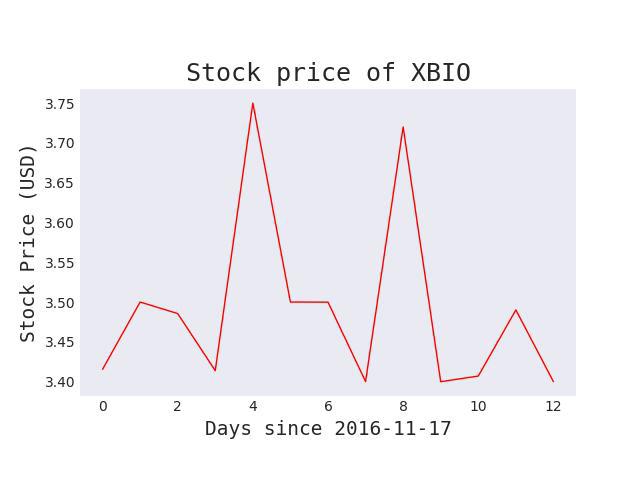 Stock price of XBIO
Stock Price (USD)
3.75
3.70
3.65
3.60
3.55
3.50
3.45
3.40
0 2 4 6 8 10 12
Days since 2016-11-17